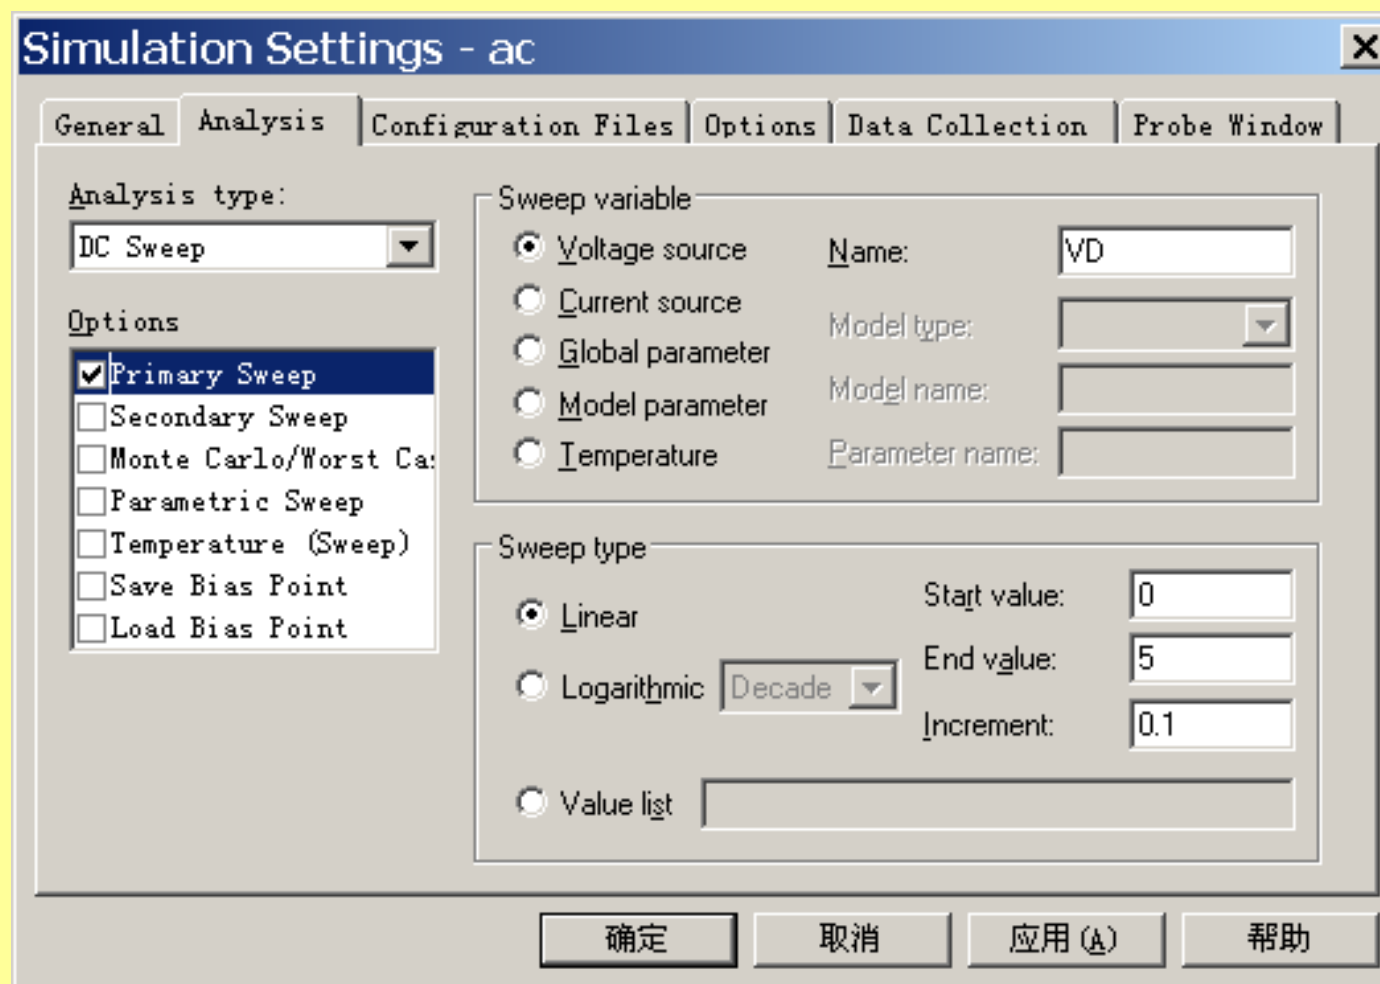 Simulation Settings - ac
General
Analysis
Configuration Files
Options
Data Collection
Probe Window
Analysis type:
DC Sweep
Options
Primary Sweep
Secondary Sweep
Monte Carlo/Worst Ca
Parametric Sweep
Temperature (Sweep)
Save Bias Point
Load Bias Point
Sweep variable
Voltage source
Current source
Global parameter
Model parameter
Temperature
Name:
VD
Model type:
Model name:
Parameter name:
Sweep type
Linear
Logarithmic
Decade
Value list
Start value:
0
End value:
5
Increment:
0.1
确定
取消
应用(A)
帮助